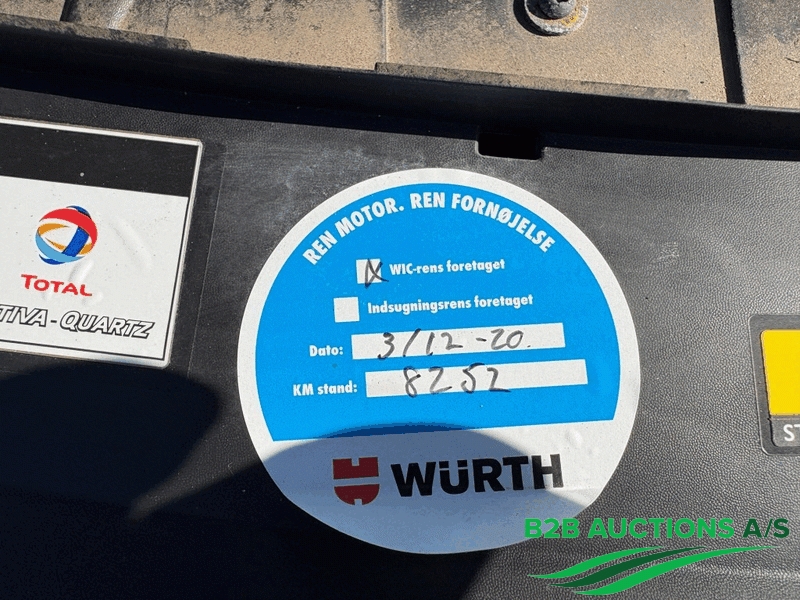 TOTAL
TIVA - QUARTZ
REN MOTOR. REN FORNØJELSE
WIC-rens foretaget
Indsugningsrens foretaget
Dato: 3/12-20.
KM stand: 8252
WÜRTH
ST
B2B AUCTIONS A/S